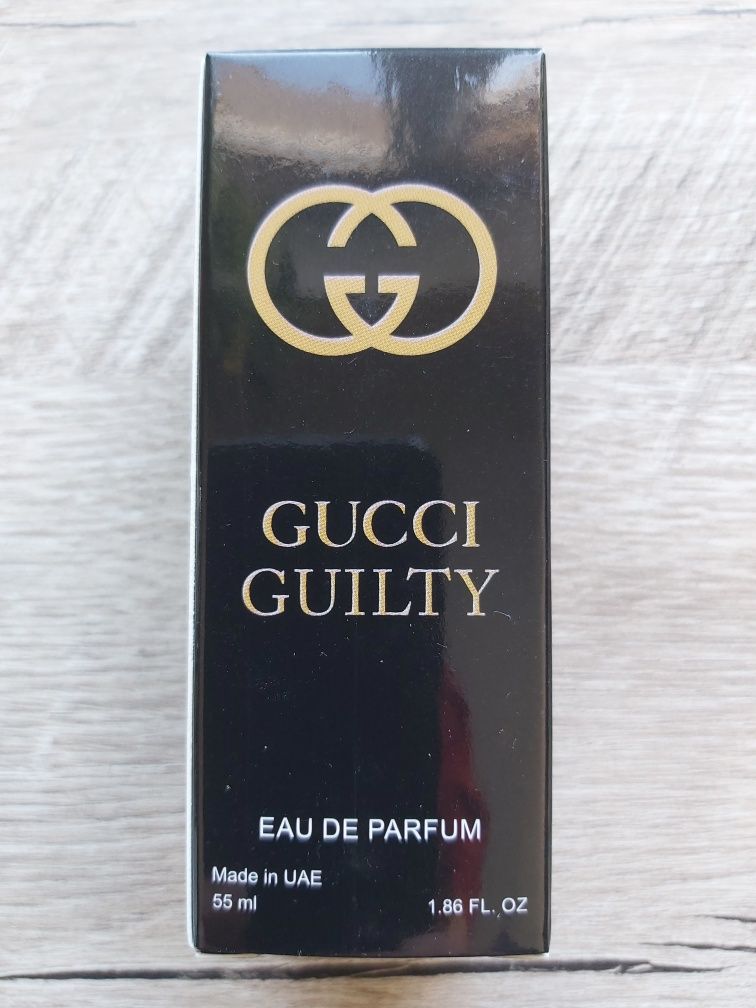 GUCCI
GUILTY
EAU DE PARFUM
Made in UAE
55 ml
1.86 FL. OZ